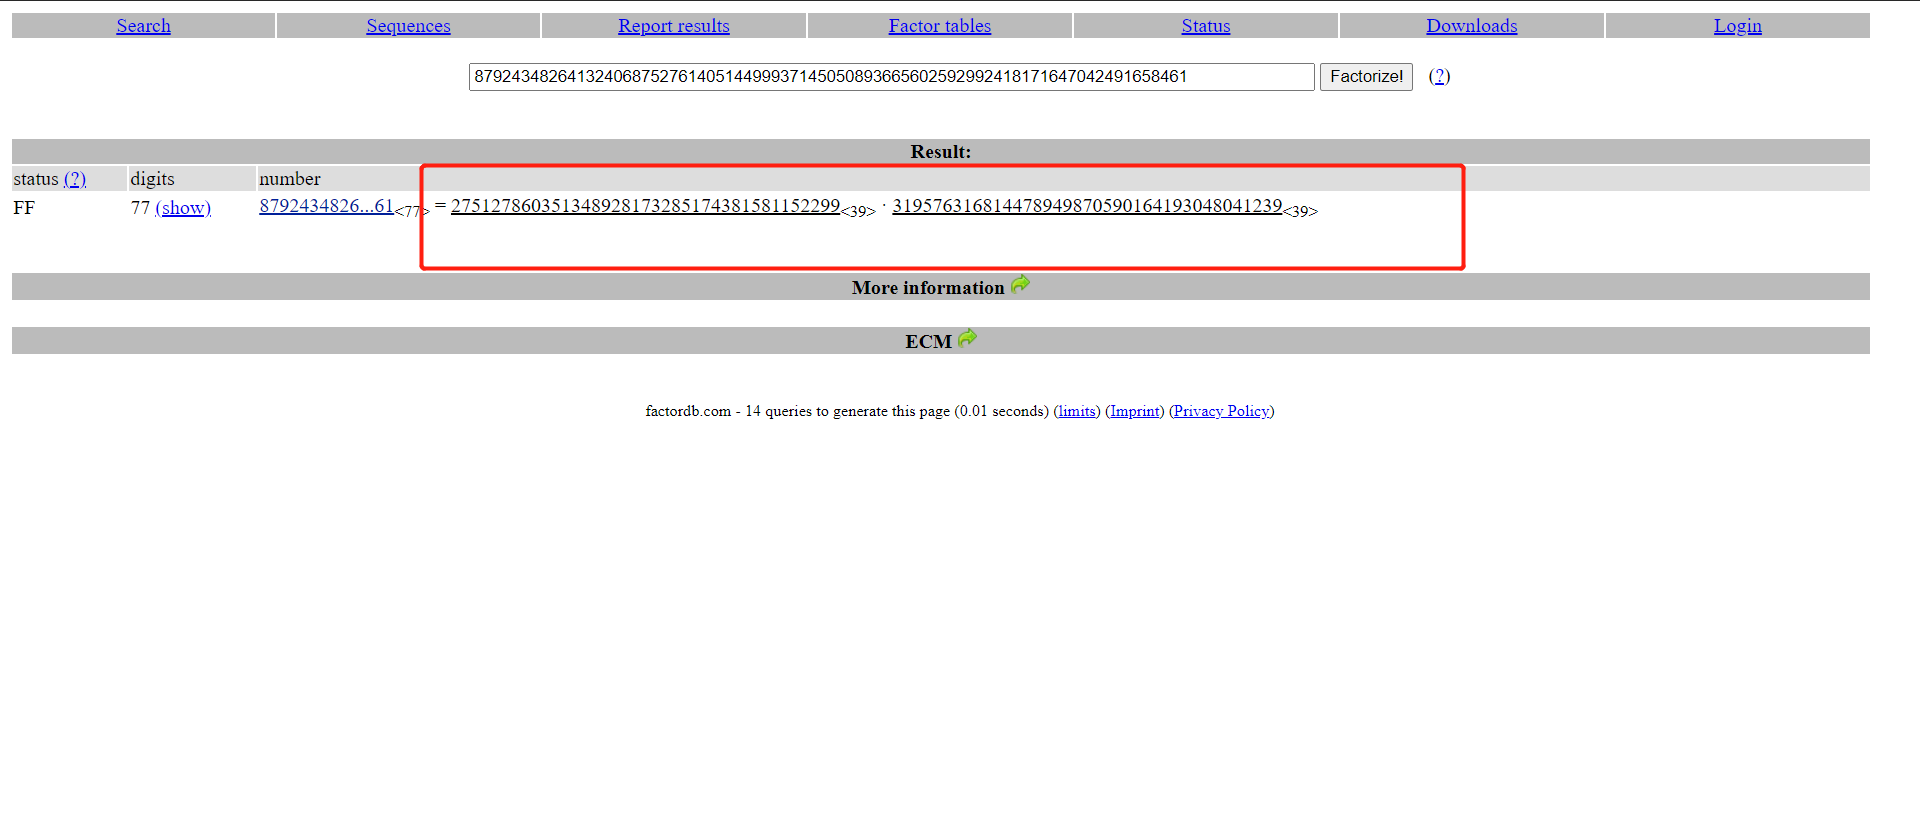 Search Sequences Report results Factor tables Status Downloads Login
87924348264132406875276140514499937145050893665602592992418171647042491658461 Factorize! (?)
Result:
status (?) digits number
FF 77 (show) 8792434826...61<77> = 275127860351348928173285174381581152299<39> · 319576316814478949870590164193048041239<39>
More information
ECM
factordb.com - 14 queries to generate this page (0.01 seconds) (limits) (Imprint) (Privacy Policy)